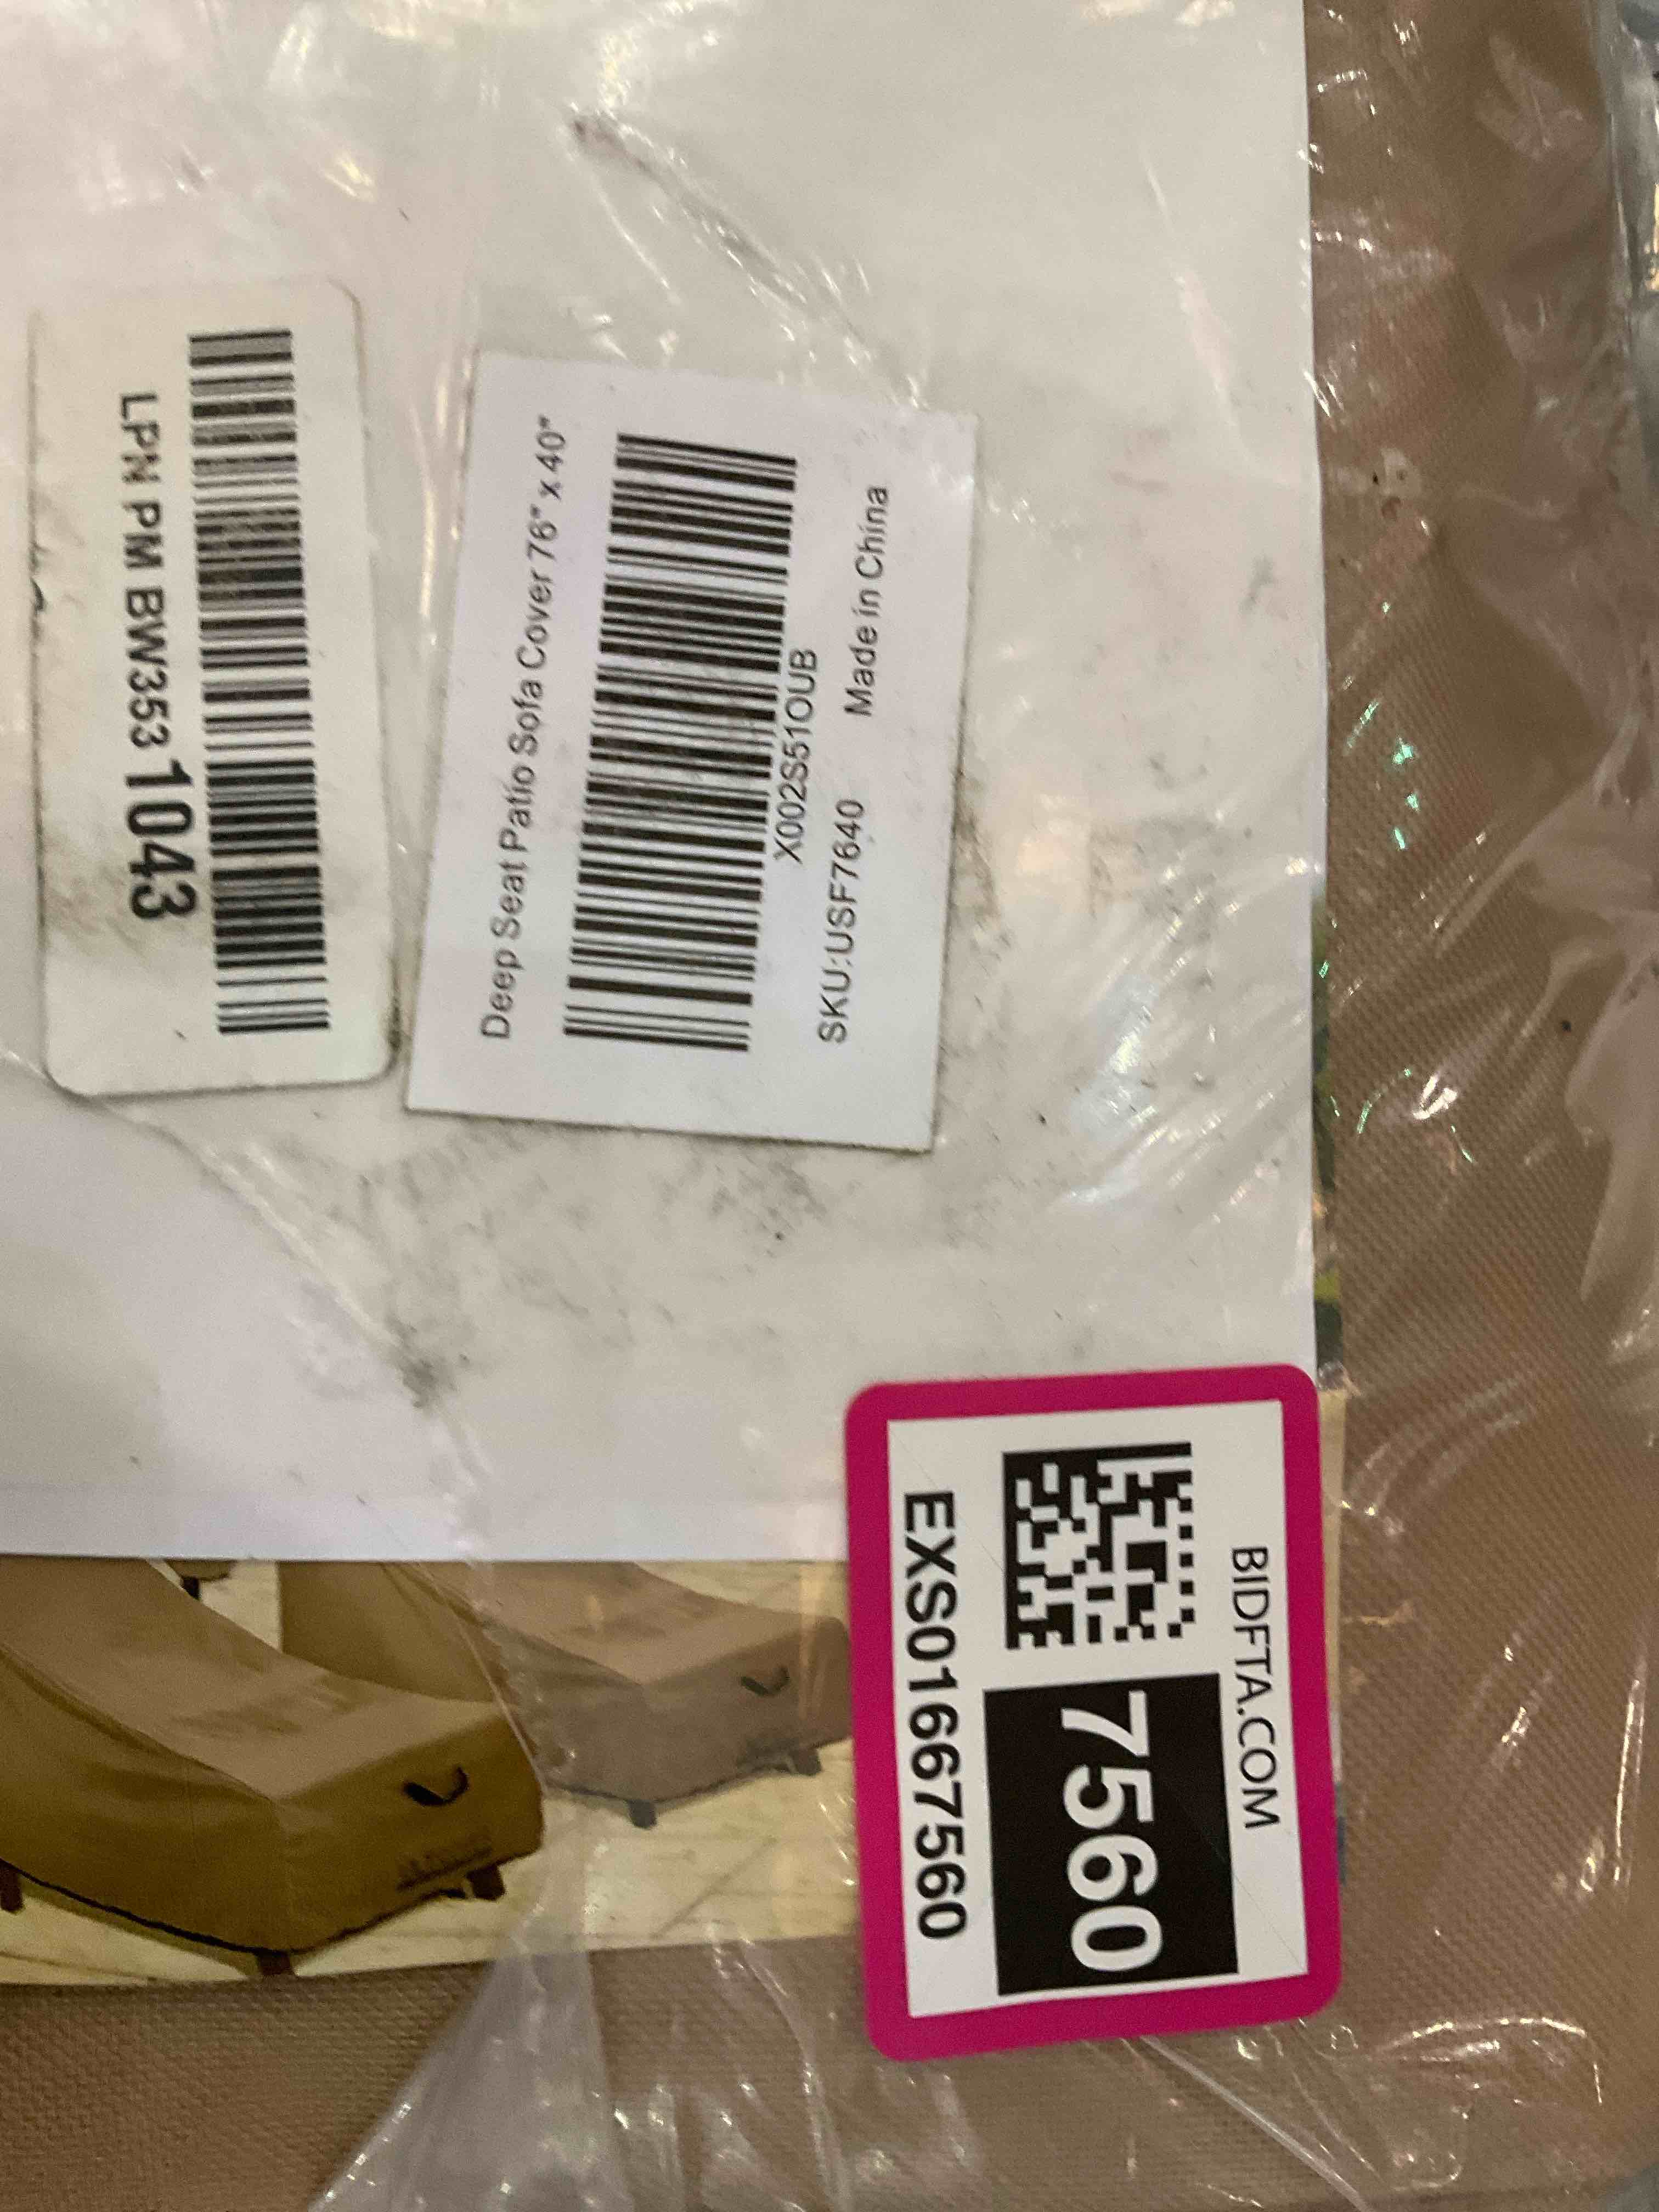 LPN PM BW353 1043
Deep Seat Patio Sofa Cover 76" x 40"
X002S51OUB
SKU:USF7640 Made in China
BIDFTA.COM
7560
EXS01667560